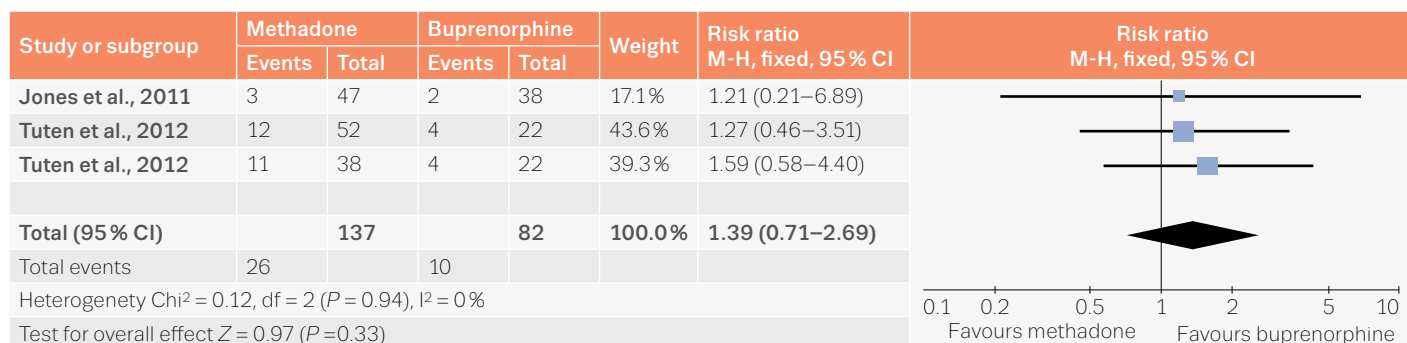 Study or subgroup Methadone Buprenorphine Weight Risk ratio M-H, fixed, 95% CI Risk ratio M-H, fixed, 95% CI
Events Total Events Total
Jones et al., 2011 3 47 2 38 17.1% 1.21 (0.21–6.89)
Tuten et al., 2012 12 52 4 22 43.6% 1.27 (0.46–3.51)
Tuten et al., 2012 11 38 4 22 39.3% 1.59 (0.58–4.40)
Total (95% CI) 137 82 100.0% 1.39 (0.71–2.69)
Total events 26 10
Heterogenety Chi² = 0.12, df = 2 (P = 0.94), I² = 0%
Test for overall effect Z = 0.97 (P =0.33)
0.1 0.2 0.5 1 2 5 10
Favours methadone Favours buprenorphine